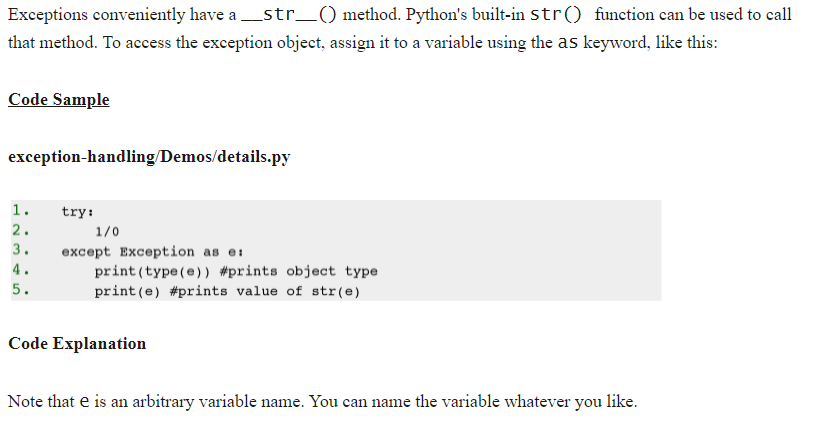 Exceptions conveniently have a __str__() method. Python's built-in str() function can be used to call
that method. To access the exception object, assign it to a variable using the as keyword, like this:
Code Sample
exception-handling/Demos/details.py
1. try:
2. 1/0
3. except Exception as e:
4. print(type(e)) #prints object type
5. print(e) #prints value of str(e)
Code Explanation
Note that e is an arbitrary variable name. You can name the variable whatever you like.